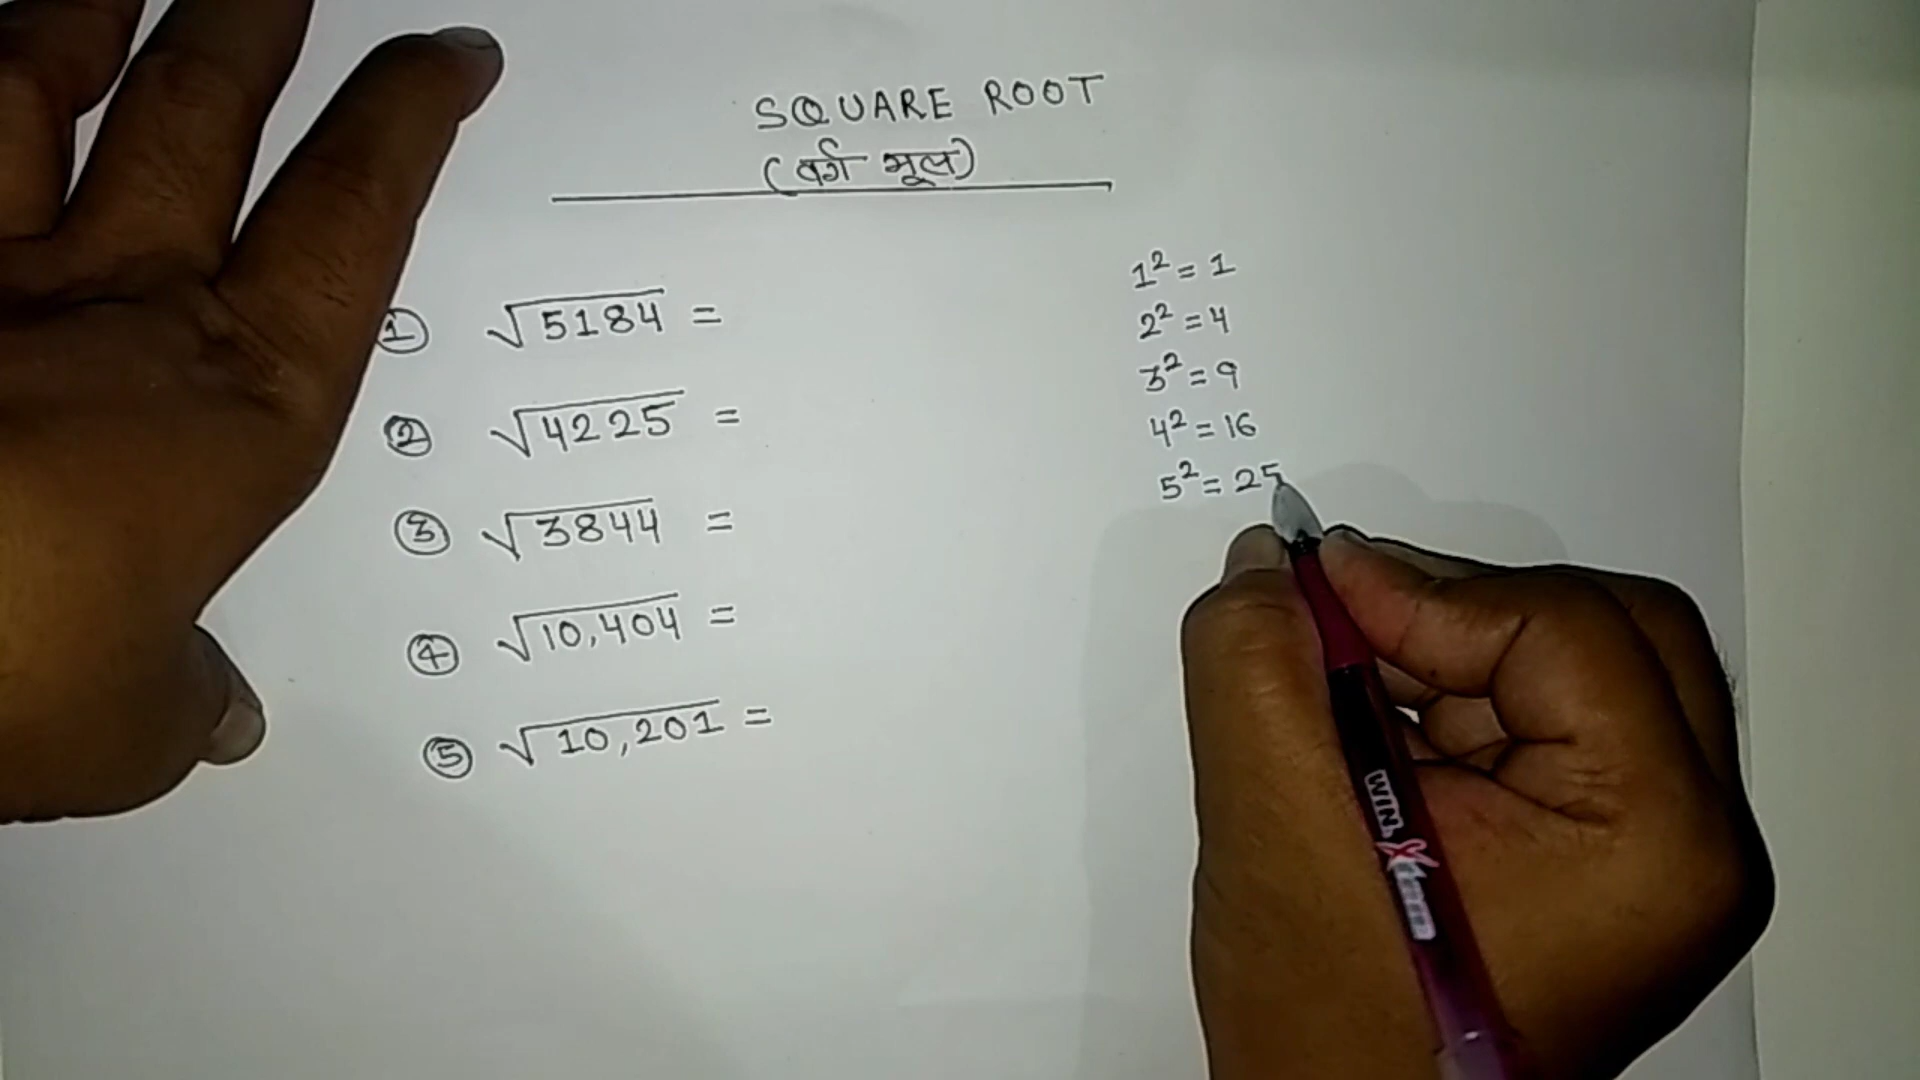 SQUARE ROOT
(वर्ग मूल)
① √5184 =
② √4225 =
③ √3844 =
④ √10,404 =
⑤ √10,201 =
1² = 1
2² = 4
3² = 9
4² = 16
5² = 25
WIN